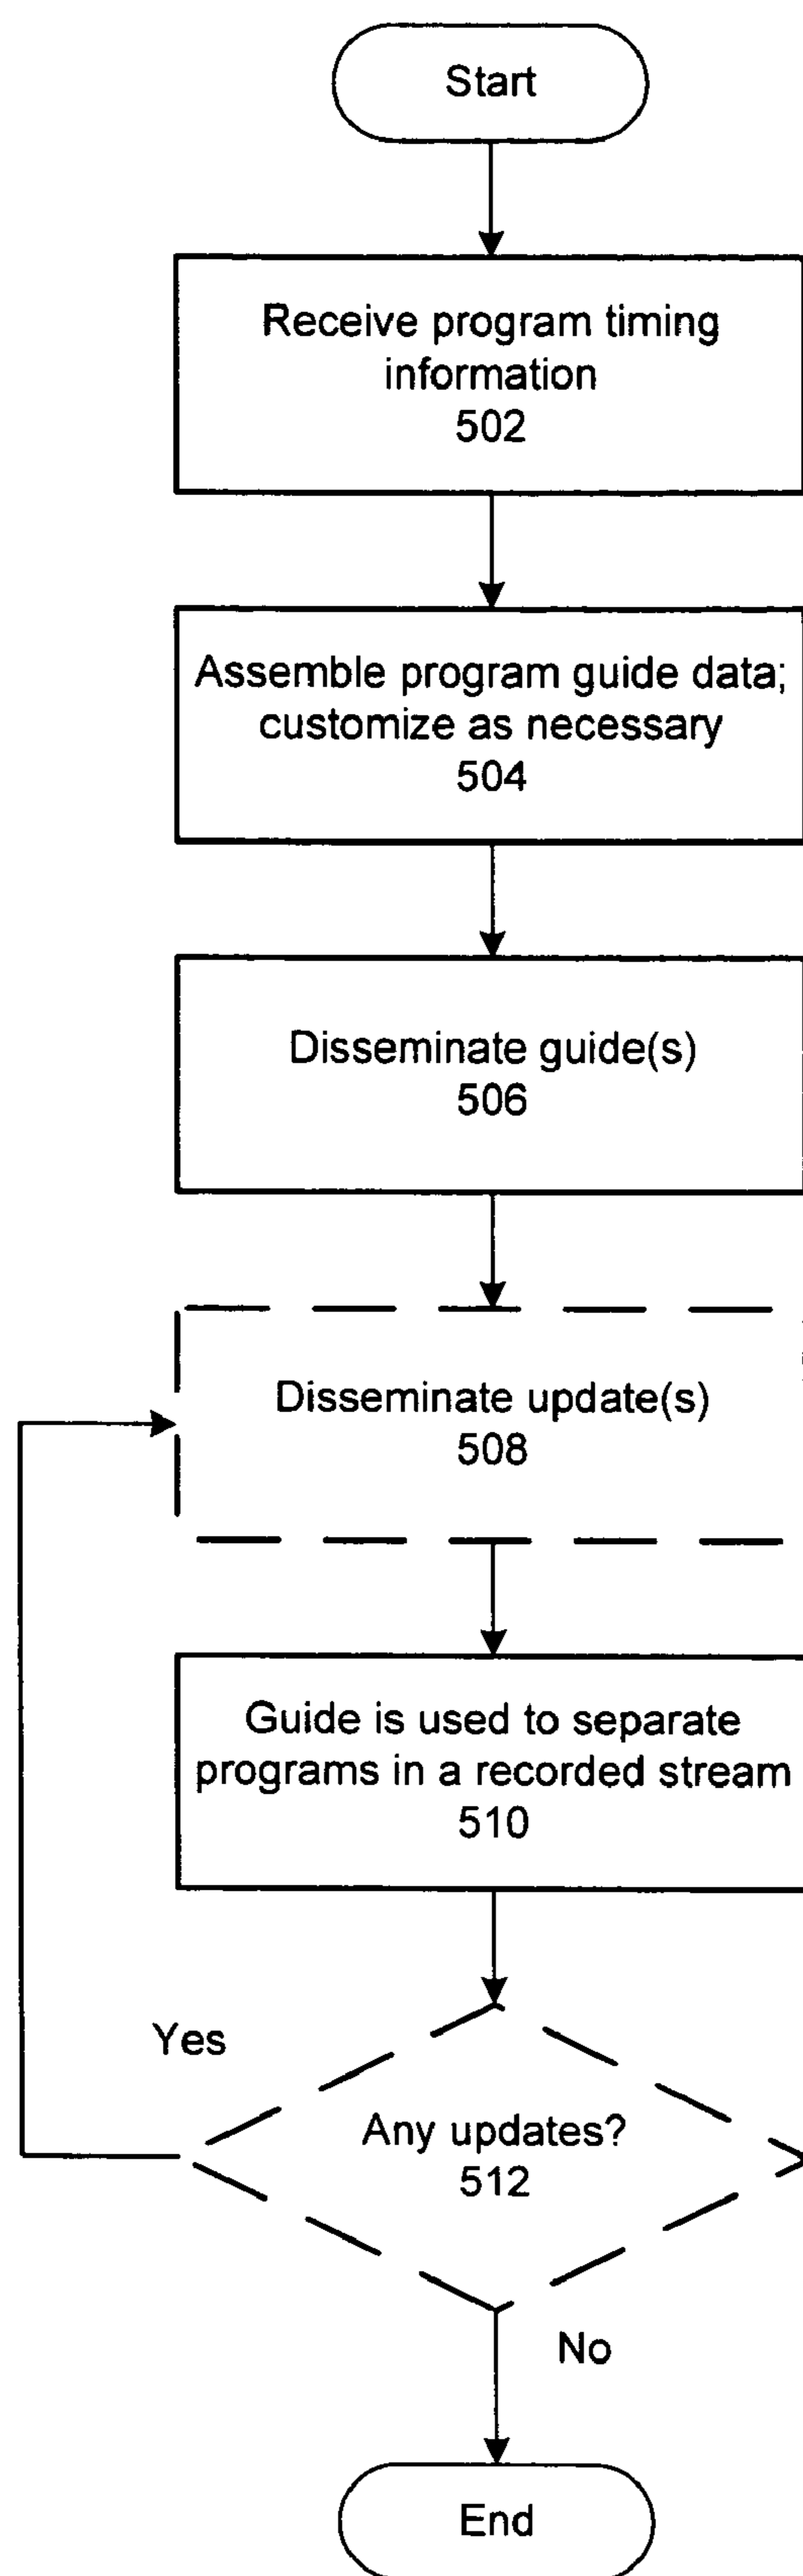 Start
Receive program timing
information
502
Assemble program guide data;
customize as necessary
504
Disseminate guide(s)
506
Disseminate update(s)
508
Guide is used to separate
programs in a recorded stream
510
Yes
Any updates?
512
No
End